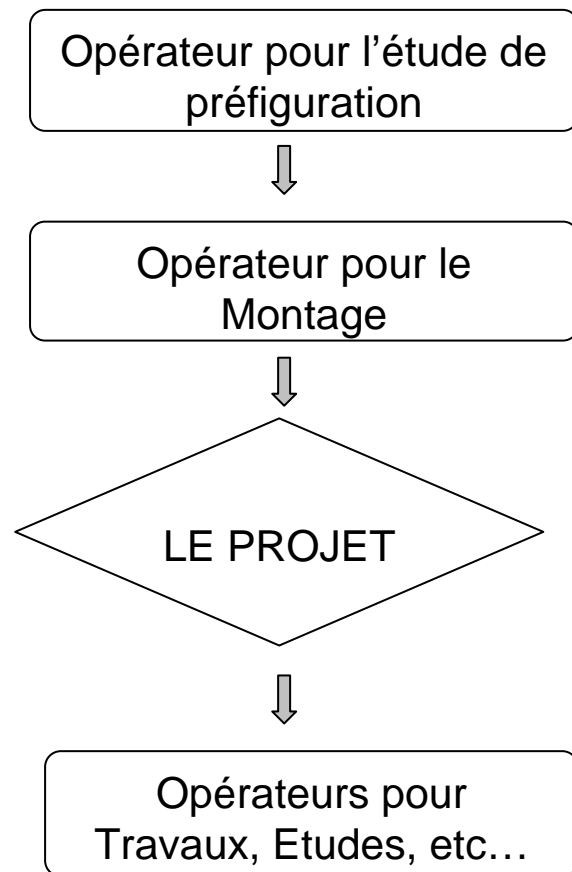 Opérateur pour l’étude de
préfiguration
Opérateur pour le
Montage
LE PROJET
Opérateurs pour
Travaux, Etudes, etc…